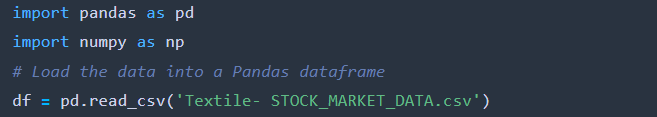 import pandas as pd
import numpy as np
# Load the data into a Pandas dataframe
df = pd.read_csv('Textile- STOCK_MARKET_DATA.csv')